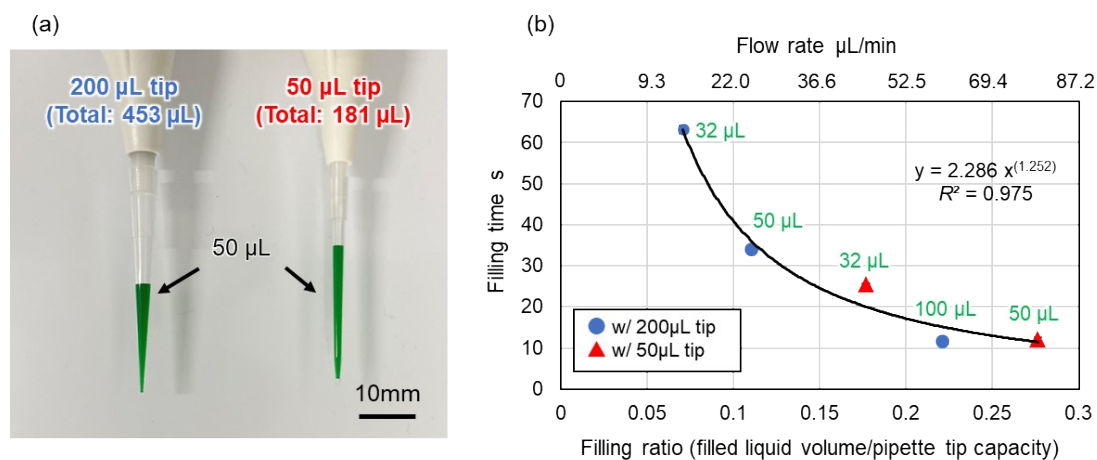 (a)
200 µL tip
(Total: 453 µL)
50 µL tip
(Total: 181 µL)
50 µL
10mm
(b)
Flow rate µL/min
0 9.3 22.0 36.6 52.5 69.4 87.2
70
60
50
40
30
20
10
0
Filling time s
32 µL
50 µL
32 µL
100 µL
50 µL
y = 2.286 x(1.252)
R² = 0.975
w/ 200µL tip
w/ 50µL tip
0 0.05 0.1 0.15 0.2 0.25 0.3
Filling ratio (filled liquid volume/pipette tip capacity)